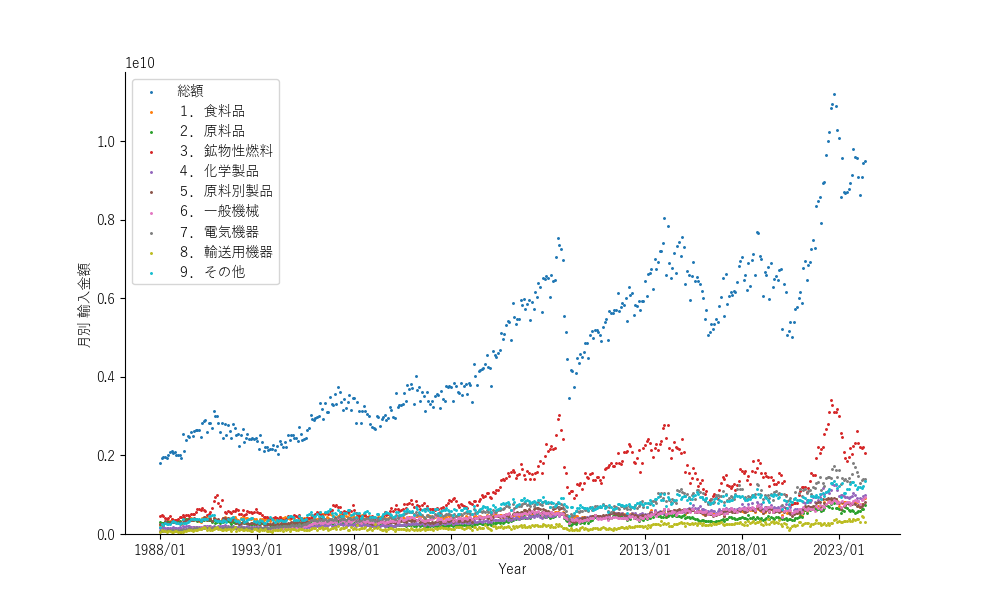 1e10
総額
1. 食料品
2. 原料品
3. 鉱物性燃料
4. 化学製品
5. 原料別製品
6. 一般機械
7. 電気機器
8. 輸送用機器
9. その他
月別 輸入金額
1.0
0.8
0.6
0.4
0.2
0.0
1988/01 1993/01 1998/01 2003/01 2008/01 2013/01 2018/01 2023/01
Year